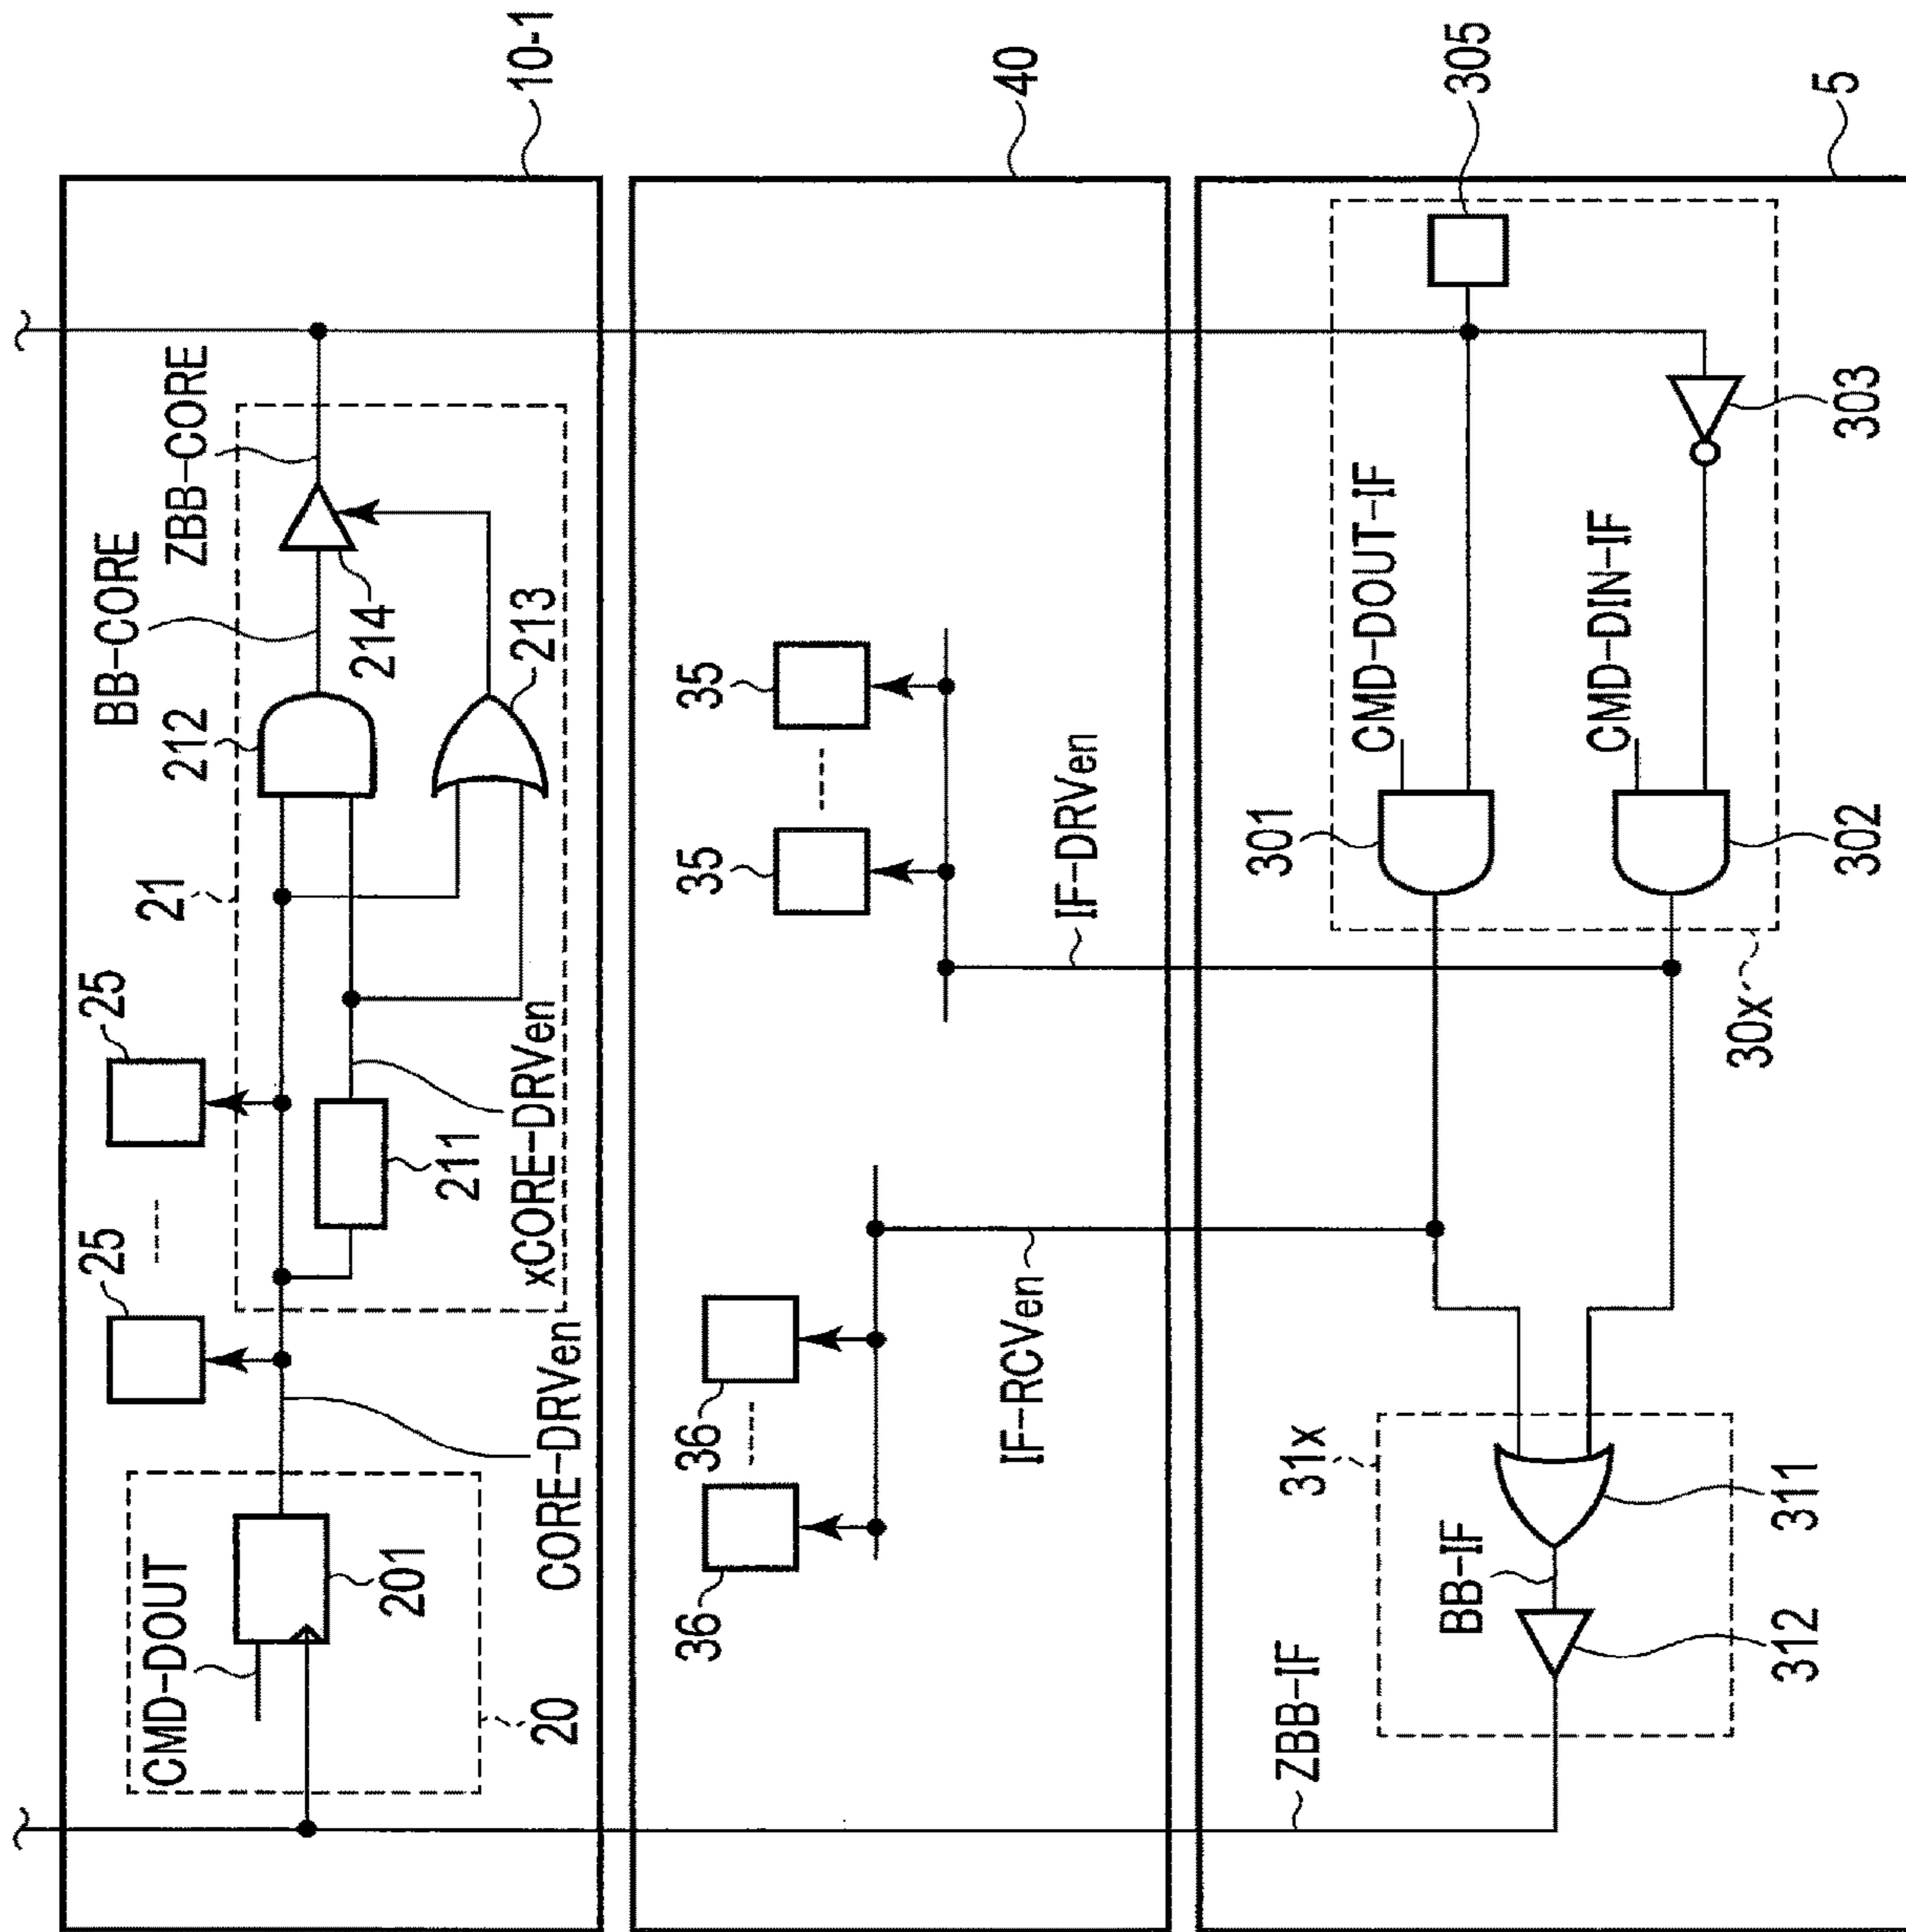 10-1
BB-CORE
ZBB-CORE
212
214
213
21
25
25
211
xCORE-DRVen
CORE-DRVen
CMD-DOUT
201
20
40
35
35
IF-DRVen
36
36
IF-RCVen
5
305
CMD-DOUT-IF
CMD-DIN-IF
303
301
302
30x
31x
311
BB-IF
312
ZBB-IF